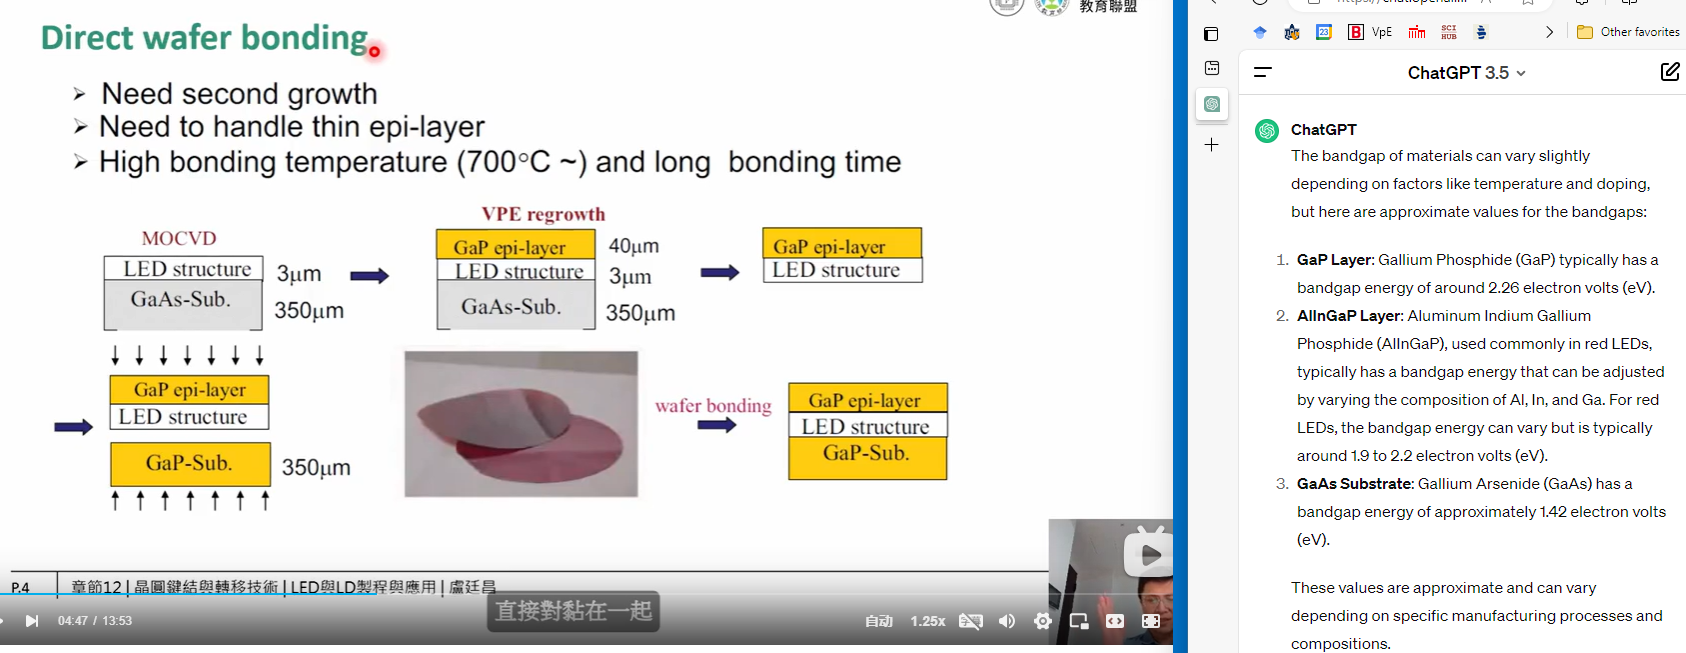 教育聯盟
Direct wafer bonding
Need second growth
Need to handle thin epi-layer
High bonding temperature (700°C ~) and long bonding time
MOCVD
LED structure
3μm
GaAs-Sub.
350μm
VPE regrowth
GaP epi-layer
40μm
LED structure
3μm
GaAs-Sub.
350μm
GaP epi-layer
LED structure
GaP epi-layer
LED structure
GaP-Sub.
350μm
wafer bonding
GaP epi-layer
LED structure
GaP-Sub.
P.4
章節12 | 晶圓鍵結與轉移技術 | LED與LD製程與應用 | 盧廷昌
直接對黏在一起
04:47 / 13:53
自动
1.25x
23
B VpE
SCI
HUB
Other favorites
ChatGPT 3.5
ChatGPT
The bandgap of materials can vary slightly
depending on factors like temperature and doping,
but here are approximate values for the bandgaps:
1. GaP Layer: Gallium Phosphide (GaP) typically has a
bandgap energy of around 2.26 electron volts (eV).
2. AlInGaP Layer: Aluminum Indium Gallium
Phosphide (AlInGaP), used commonly in red LEDs,
typically has a bandgap energy that can be adjusted
by varying the composition of Al, In, and Ga. For red
LEDs, the bandgap energy can vary but is typically
around 1.9 to 2.2 electron volts (eV).
3. GaAs Substrate: Gallium Arsenide (GaAs) has a
bandgap energy of approximately 1.42 electron volts
(eV).
These values are approximate and can vary
depending on specific manufacturing processes and
compositions.